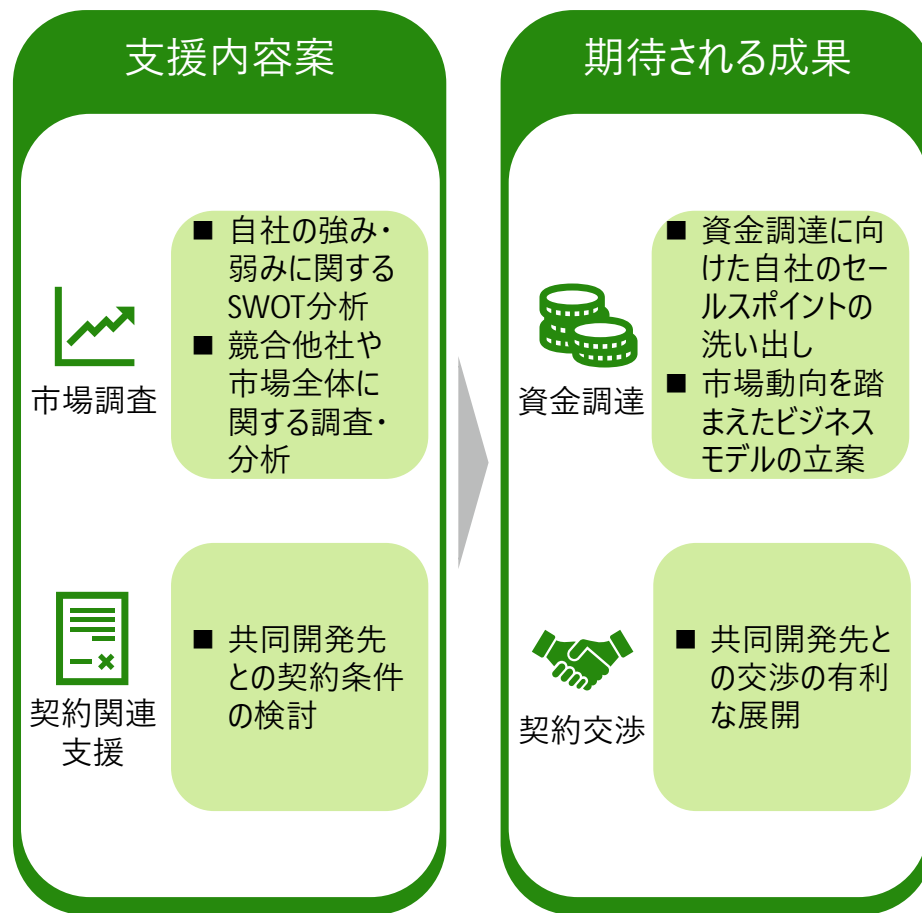 支援内容案
市場調査
■ 自社の強み・
弱みに関する
SWOT分析
■ 競合他社や
市場全体に
関する調査・
分析
契約関連
支援
■ 共同開発先
との契約条件
の検討
期待される成果
資金調達
■ 資金調達に向
けた自社のセー
ルスポイントの
洗い出し
■ 市場動向を踏
まえたビジネス
モデルの立案
契約交渉
■ 共同開発先と
の交渉の有利
な展開